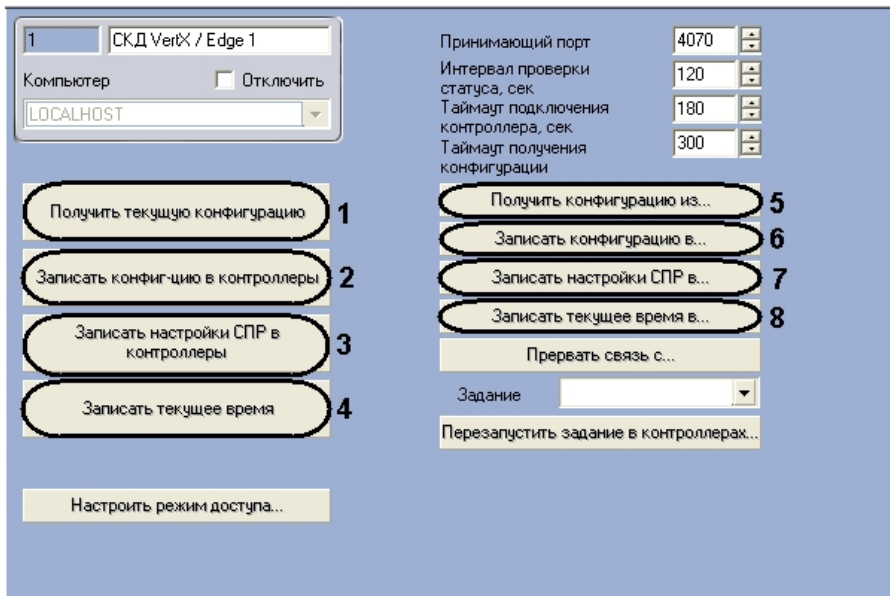 1
СКД VertX / Edge 1
Компьютер
Отключить
LOCALHOST
Принимающий порт
4070
Интервал проверки
статуса, сек
120
Таймаут подключения
контроллера, сек
180
Таймаут получения
конфигурации
300
Получить текущую конфигурацию
1
Записать конфиг-цию в контроллеры
2
Записать настройки СПР в
контроллеры
3
Записать текущее время
4
Настроить режим доступа...
Получить конфигурацию из...
5
Записать конфигурацию в...
6
Записать настройки СПР в...
7
Записать текущее время в...
8
Прервать связь с...
Задание
Перезапустить задание в контроллерах...